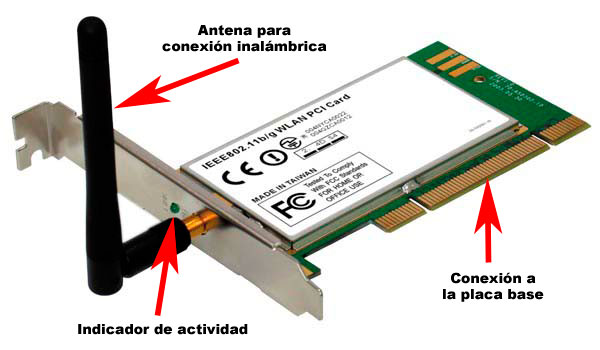 Antena para
conexión inalámbrica
IEEE802.11b/g WLAN PCI Card
CE
MADE IN TAIWAN
FC
Tested To Comply
With FCC Standards
FOR HOME OR
OFFICE USE
Conexión a
la placa base
Indicador de actividad